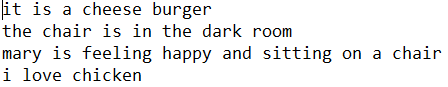 it is a cheese burger
the chair is in the dark room
mary is feeling happy and sitting on a chair
i love chicken